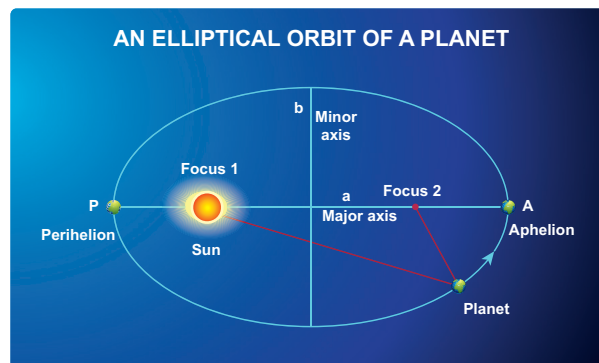 AN ELLIPTICAL ORBIT OF A PLANET
b
Minor
axis
Focus 1
a
Focus 2
P
A
Major axis
Perihelion
Aphelion
Sun
Planet